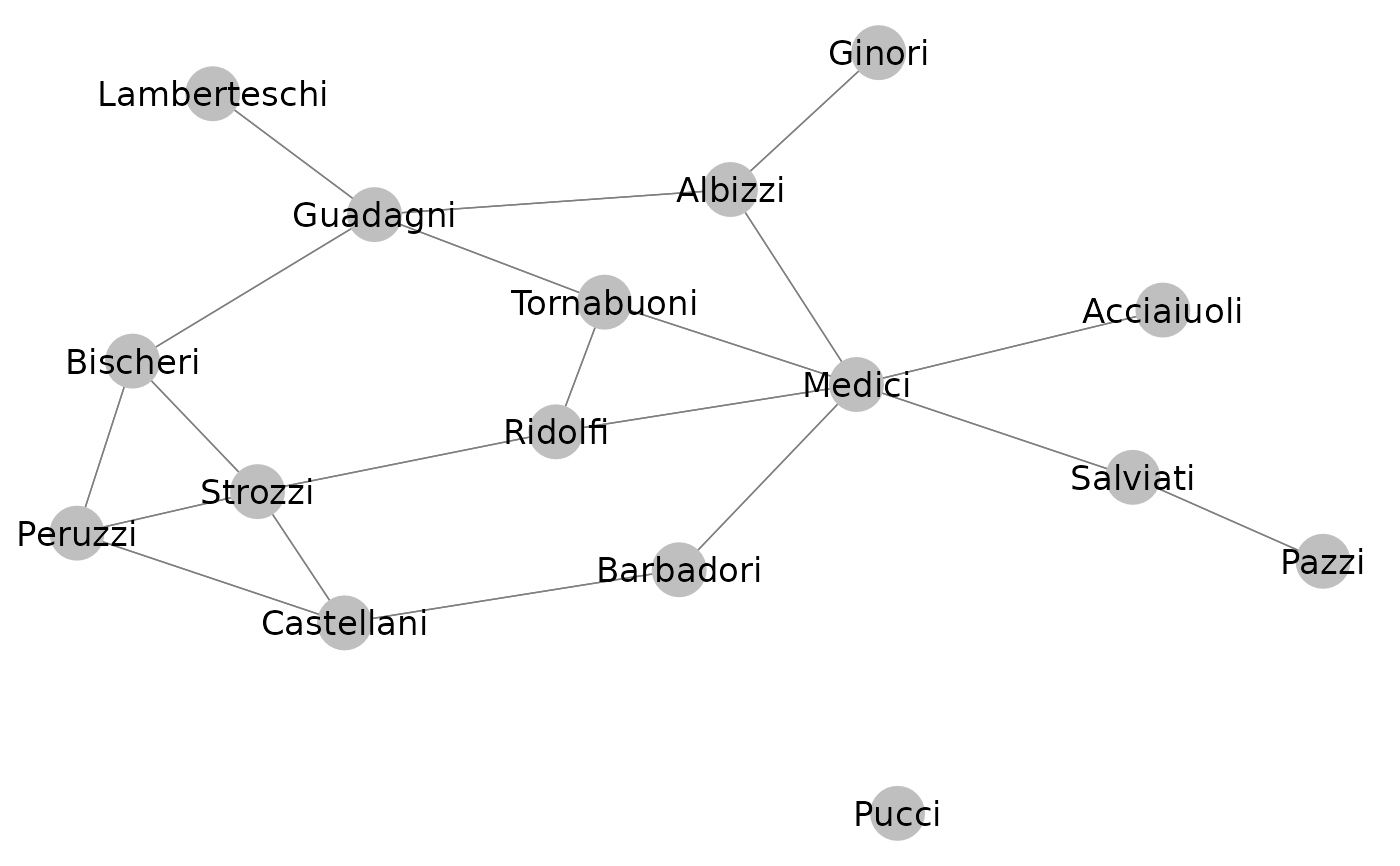 Ginori
Lamberteschi
Albizzi
Guadagni
Tornabuoni
Acciaiuoli
Bischeri
Medici
Ridolfi
Salviati
Strozzi
Peruzzi
Pazzi
Barbadori
Castellani
Pucci